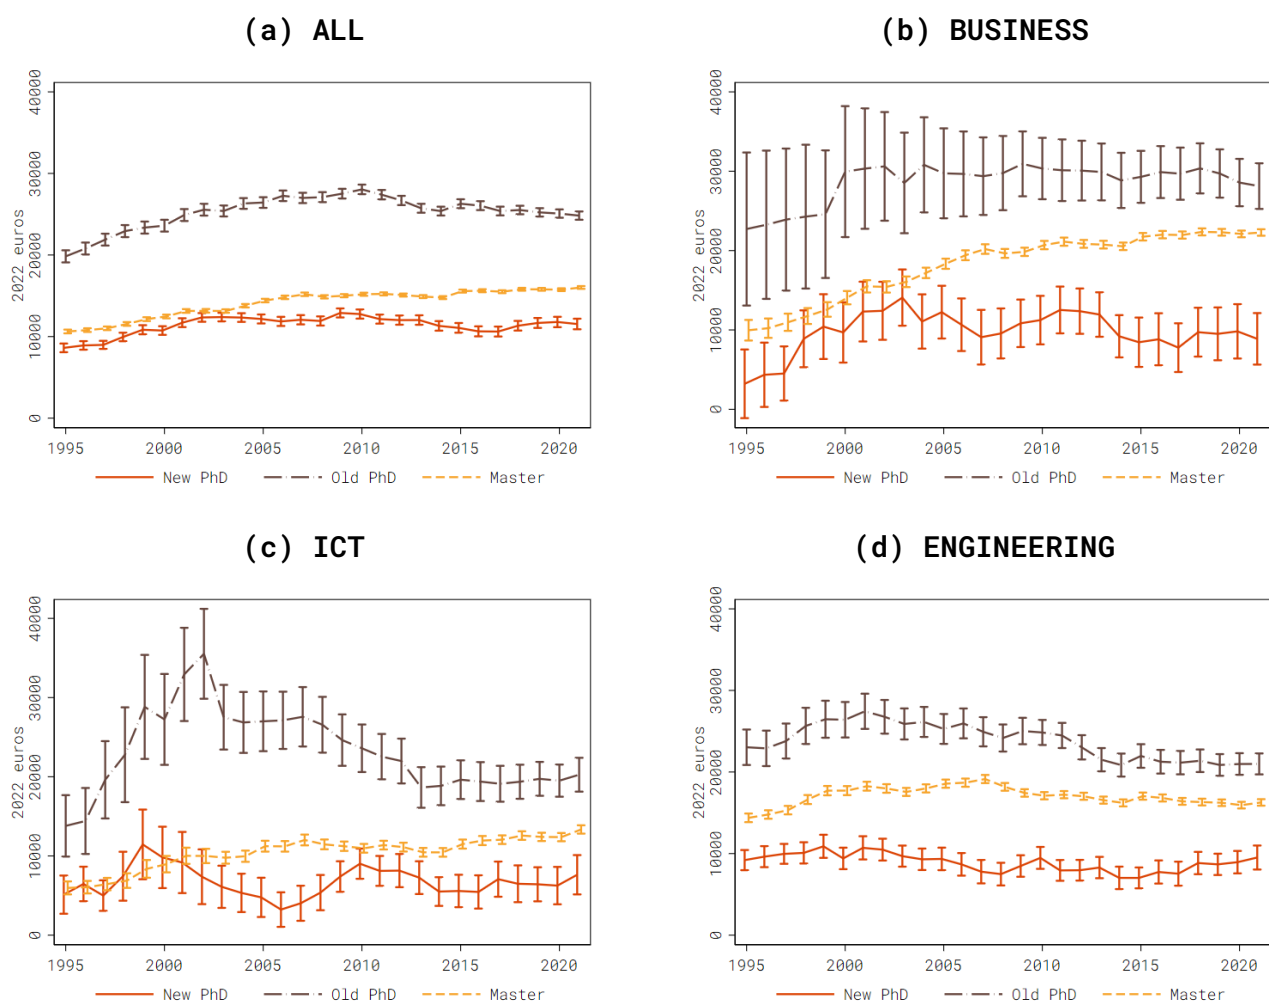 (a) ALL
(b) BUSINESS
40000
30000
20000
10000
0
2022 euros
1995 2000 2005 2010 2015 2020
New PhD Old PhD Master
40000
30000
20000
10000
0
2022 euros
1995 2000 2005 2010 2015 2020
New PhD Old PhD Master
(c) ICT
(d) ENGINEERING
40000
30000
20000
10000
0
2022 euros
1995 2000 2005 2010 2015 2020
New PhD Old PhD Master
40000
30000
20000
10000
0
2022 euros
1995 2000 2005 2010 2015 2020
New PhD Old PhD Master